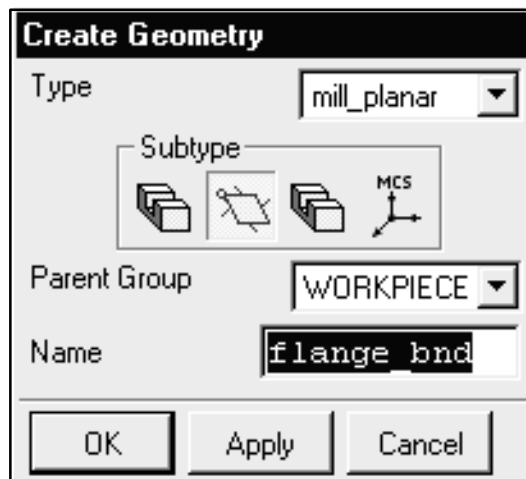 Create Geometry
Type mill_planar
Subtype
MCS
Parent Group WORKPIECE
Name flange_bnd
OK Apply Cancel